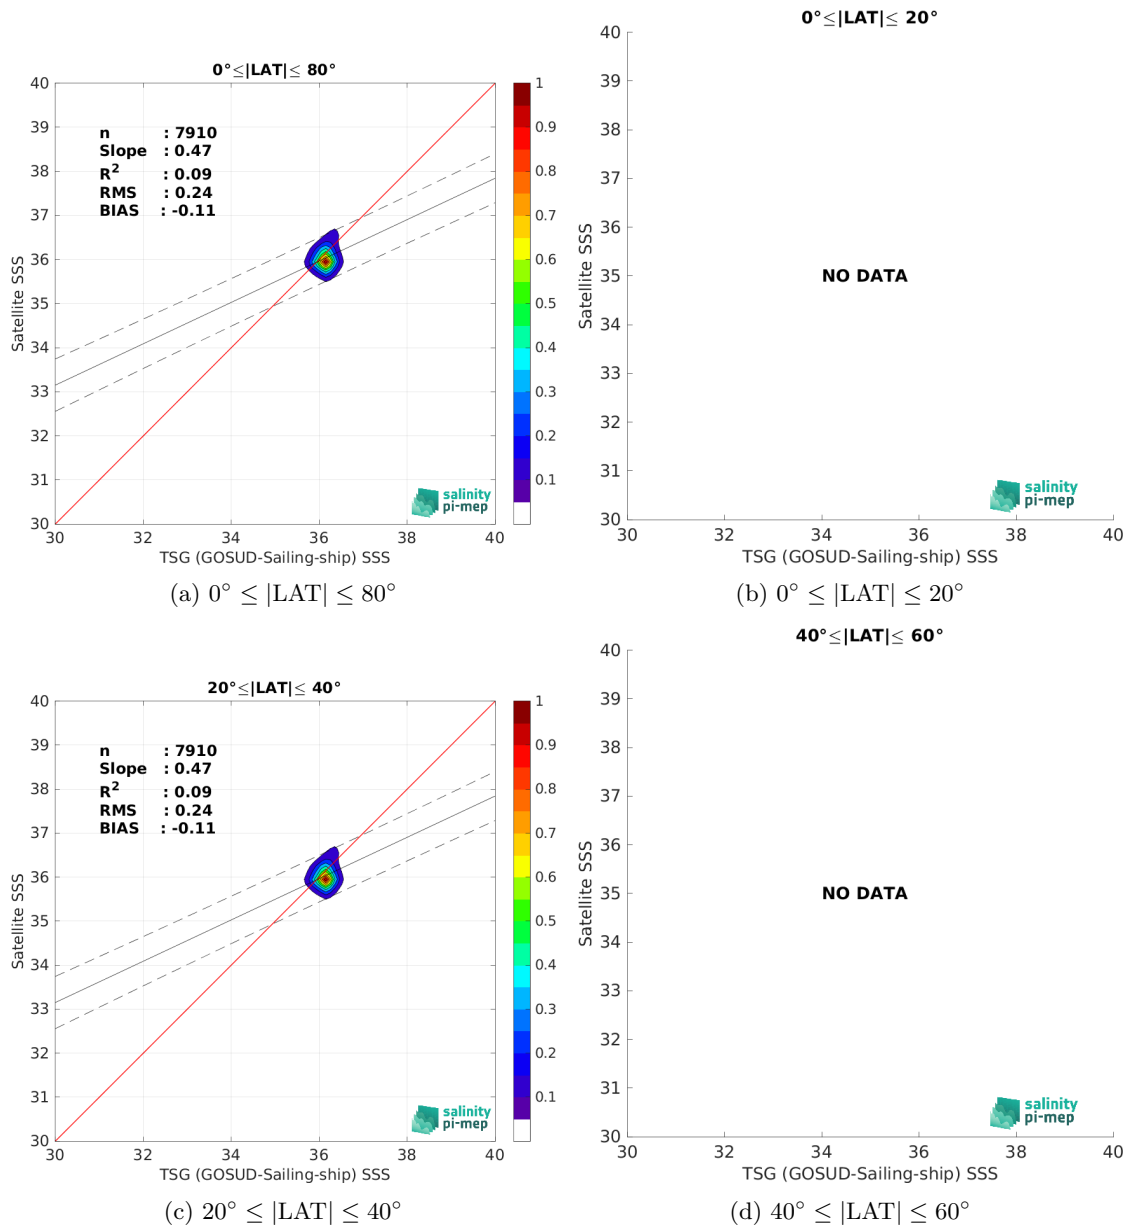 0°≤|LAT|≤ 80°
n : 7910
Slope : 0.47
R² : 0.09
RMS : 0.24
BIAS : -0.11
40
39
38
37
36
35
34
33
32
31
30
30
32
34
36
38
40
Satellite SSS
TSG (GOSUD-Sailing-ship) SSS
1
0.9
0.8
0.7
0.6
0.5
0.4
0.3
0.2
0.1
salinity
pi-mep
(a) 0° ≤ |LAT| ≤ 80°
0°≤|LAT|≤ 20°
40
39
38
37
36
35
34
33
32
31
30
30
32
34
36
38
40
Satellite SSS
NO DATA
TSG (GOSUD-Sailing-ship) SSS
salinity
pi-mep
(b) 0° ≤ |LAT| ≤ 20°
20°≤|LAT|≤ 40°
n : 7910
Slope : 0.47
R² : 0.09
RMS : 0.24
BIAS : -0.11
40
39
38
37
36
35
34
33
32
31
30
30
32
34
36
38
40
Satellite SSS
TSG (GOSUD-Sailing-ship) SSS
1
0.9
0.8
0.7
0.6
0.5
0.4
0.3
0.2
0.1
salinity
pi-mep
(c) 20° ≤ |LAT| ≤ 40°
40°≤|LAT|≤ 60°
40
39
38
37
36
35
34
33
32
31
30
30
32
34
36
38
40
Satellite SSS
NO DATA
TSG (GOSUD-Sailing-ship) SSS
salinity
pi-mep
(d) 40° ≤ |LAT| ≤ 60°